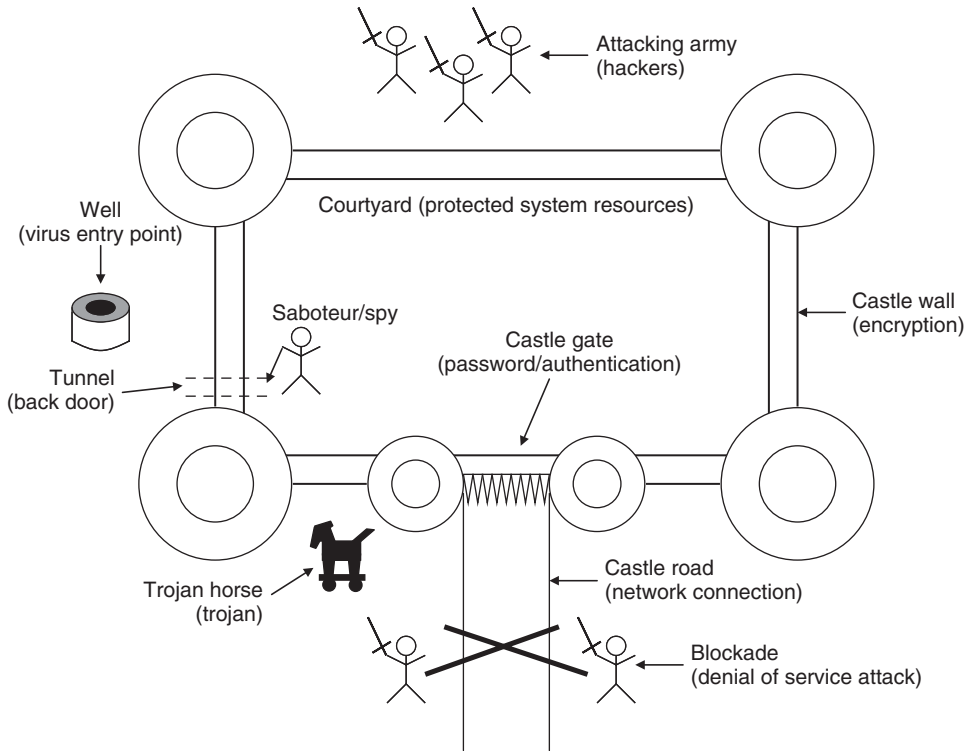 Attacking army
(hackers)
Courtyard (protected system resources)
Well
(virus entry point)
Saboteur/spy
Castle wall
(encryption)
Castle gate
(password/authentication)
Tunnel
(back door)
Trojan horse
(trojan)
Castle road
(network connection)
Blockade
(denial of service attack)